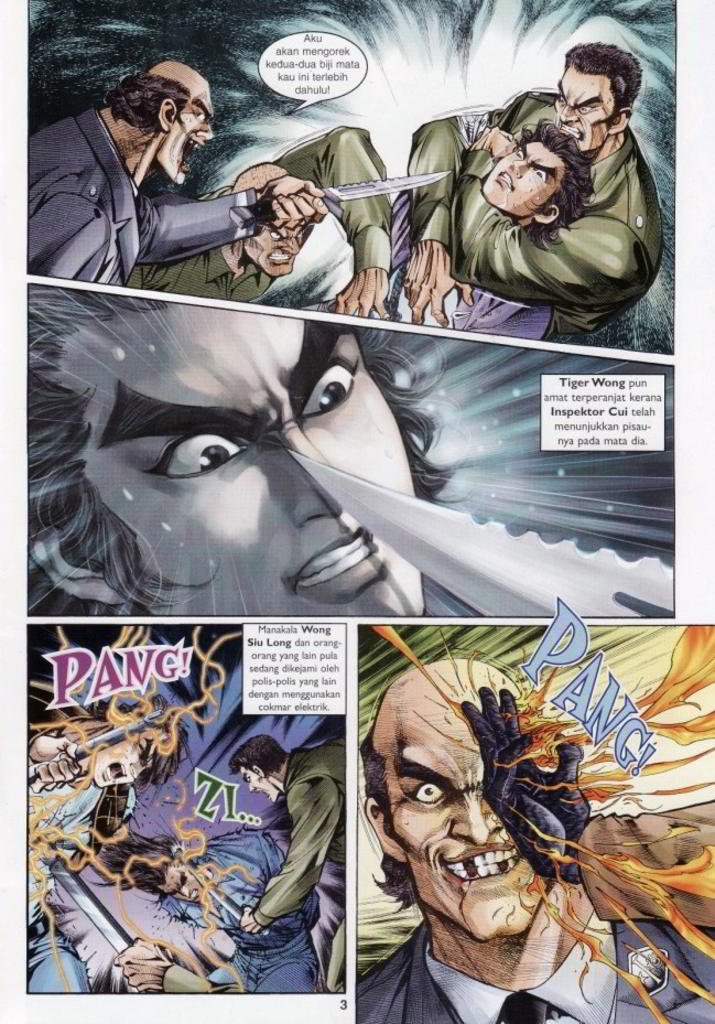 Aku
akan mengorek
kedua-dua biji mata
kau ini terlebih
dahulu!
Tiger Wong pun
amat terperanjat kerana
Inspektor Cui telah
menunjukkan pisau-
nya pada mata dia.
PANG!
Manakala Wong
Siu Long dan orang-
orang yang lain pula
sedang dikejami oleh
polis-polis yang lain
dengan menggunakan
cokmar elektrik.
ZI...
PANG!
3